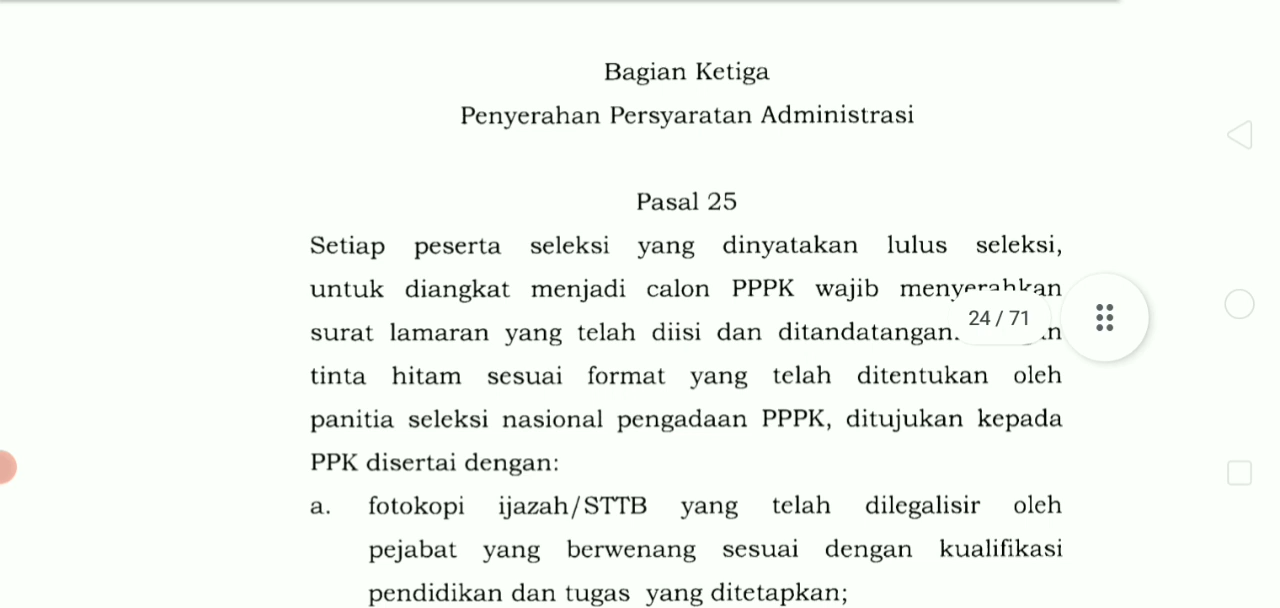 Bagian Ketiga
Penyerahan Persyaratan Administrasi
Pasal 25
Setiap peserta seleksi yang dinyatakan lulus seleksi,
untuk diangkat menjadi calon PPPK wajib menyerahkan
24 / 71
surat lamaran yang telah diisi dan ditandatangan
tinta hitam sesuai format yang telah ditentukan oleh
panitia seleksi nasional pengadaan PPPK, ditujukan kepada
PPK disertai dengan:
a. fotokopi ijazah/STTB yang telah dilegalisir oleh
pejabat yang berwenang sesuai dengan kualifikasi
pendidikan dan tugas yang ditetapkan;